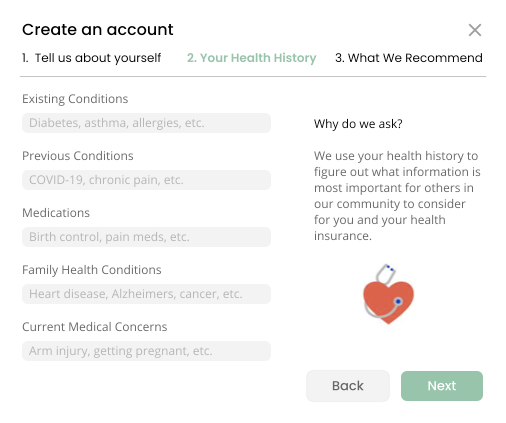 Create an account
1. Tell us about yourself 2. Your Health History 3. What We Recommend
Existing Conditions
Diabetes, asthma, allergies, etc.
Previous Conditions
COVID-19, chronic pain, etc.
Medications
Birth control, pain meds, etc.
Family Health Conditions
Heart disease, Alzheimers, cancer, etc.
Current Medical Concerns
Arm injury, getting pregnant, etc.
Why do we ask?
We use your health history to
figure out what information is
most important for others in
our community to consider
for you and your health
insurance.
Back
Next